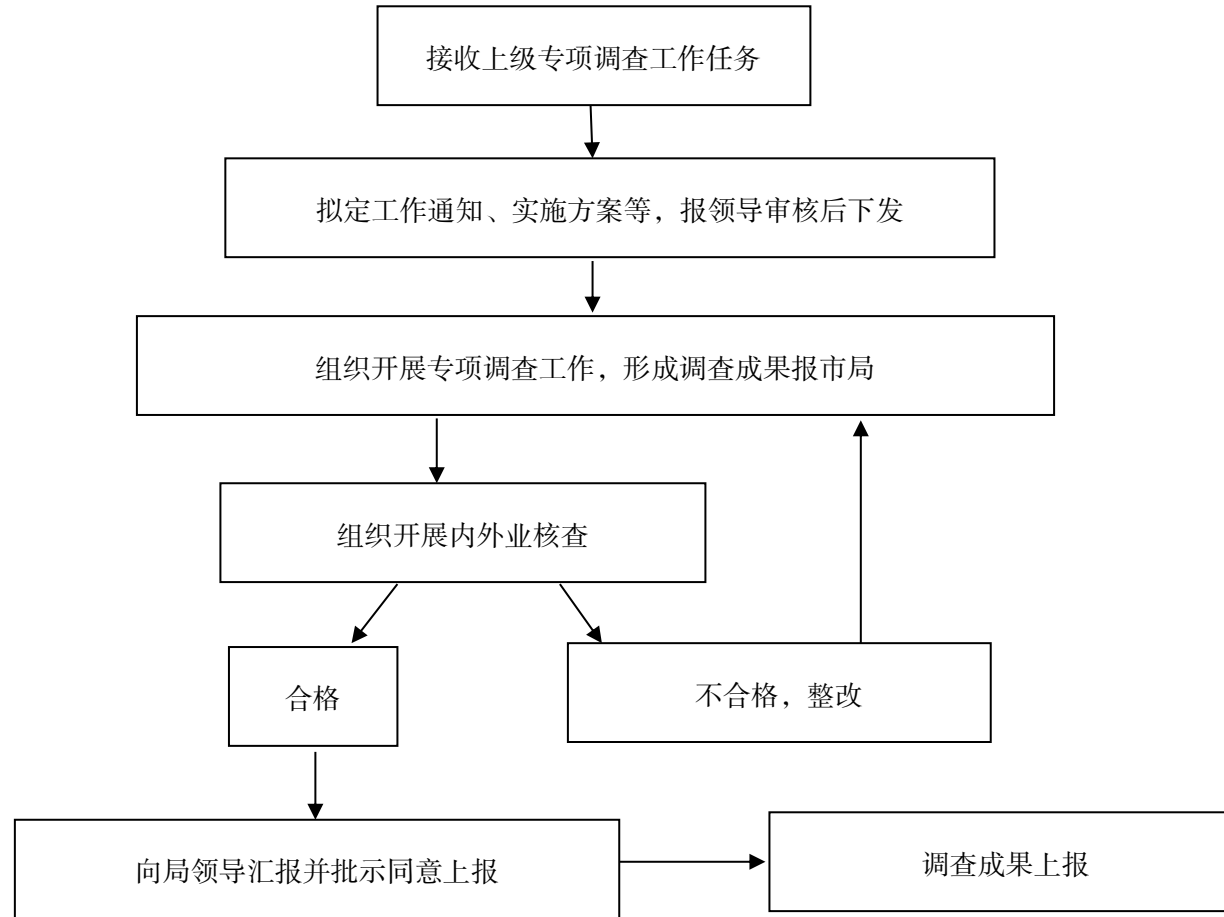 接收上级专项调查工作任务
拟定工作通知、实施方案等，报领导审核后下发
组织开展专项调查工作，形成调查成果报市局
组织开展内外业核查
合格
不合格，整改
向局领导汇报并批示同意上报
调查成果上报